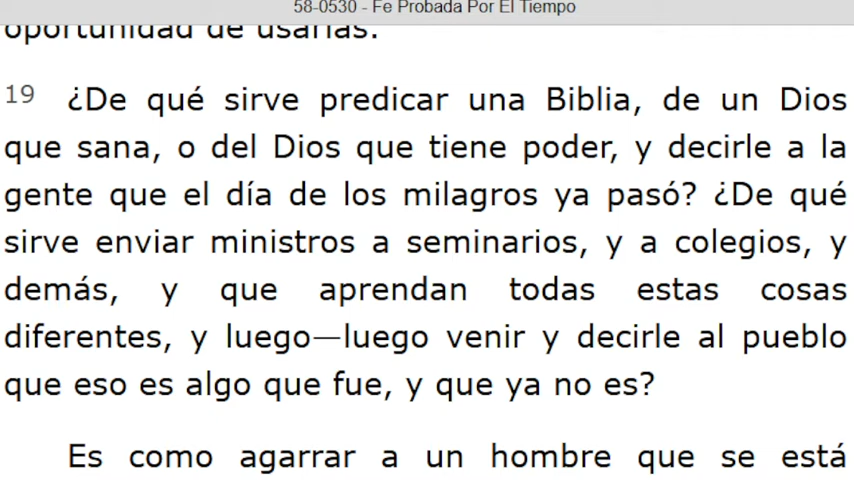 58-0530 - Fe Probada Por El Tiempo
oportunidad de usarlas.
19 ¿De qué sirve predicar una Biblia, de un Dios
que sana, o del Dios que tiene poder, y decirle a la
gente que el día de los milagros ya pasó? ¿De qué
sirve enviar ministros a seminarios, y a colegios, y
demás, y que aprendan todas estas cosas
diferentes, y luego—luego venir y decirle al pueblo
que eso es algo que fue, y que ya no es?
Es como agarrar a un hombre que se está